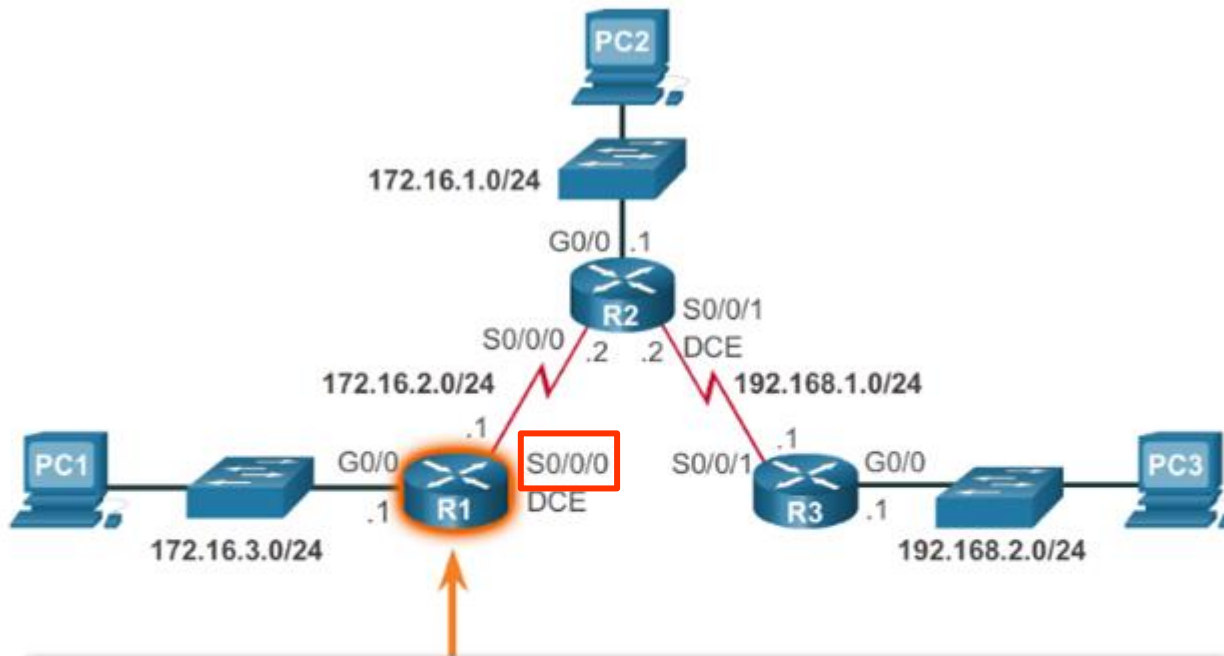 PC2
172.16.1.0/24
G0/0
.1
R2
S0/0/1
DCE
S0/0/0
.2
.2
172.16.2.0/24
192.168.1.0/24
.1
S0/0/0
DCE
G0/0
.1
R1
PC1
172.16.3.0/24
S0/0/1
.1
G0/0
.1
R3
PC3
192.168.2.0/24